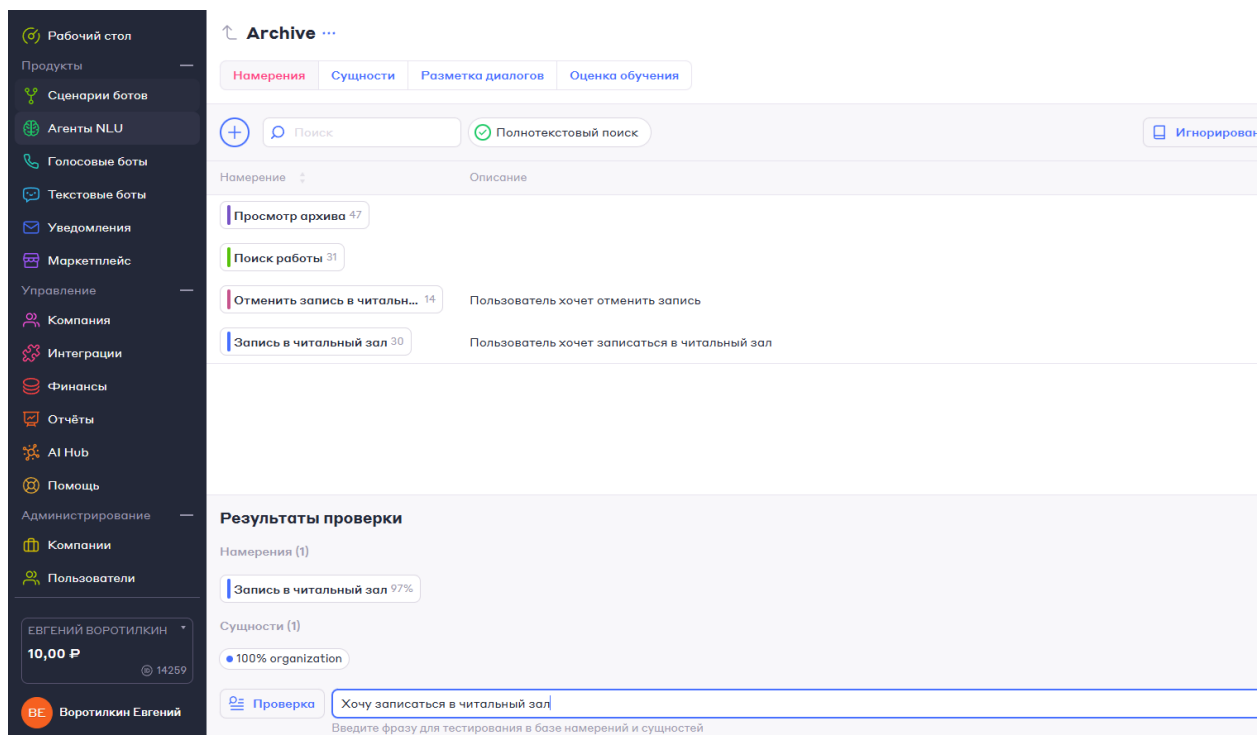 Рабочий стол
Продукты
Сценарии ботов
Агенты NLU
Голосовые боты
Текстовые боты
Уведомления
Маркетплейс
Управление
Компания
Интеграции
Финансы
Отчёты
AI Hub
Помощь
Администрирование
Компании
Пользователи
ЕВГЕНИЙ ВОРОТИЛКИН
10,00 ₽
14259
ВЕ Воротилкин Евгений
Archive ···
Намерения Сущности Разметка диалогов Оценка обучения
Поиск Полнотекстовый поиск Игнорирован
Намерение Описание
Просмотр архива 47
Поиск работы 31
Отменить запись в читальн... 14 Пользователь хочет отменить запись
Запись в читальный зал 30 Пользователь хочет записаться в читальный зал
Результаты проверки
Намерения (1)
Запись в читальный зал 97%
Сущности (1)
100% organization
Проверка Хочу записаться в читальный зал
Введите фразу для тестирования в базе намерений и сущностей